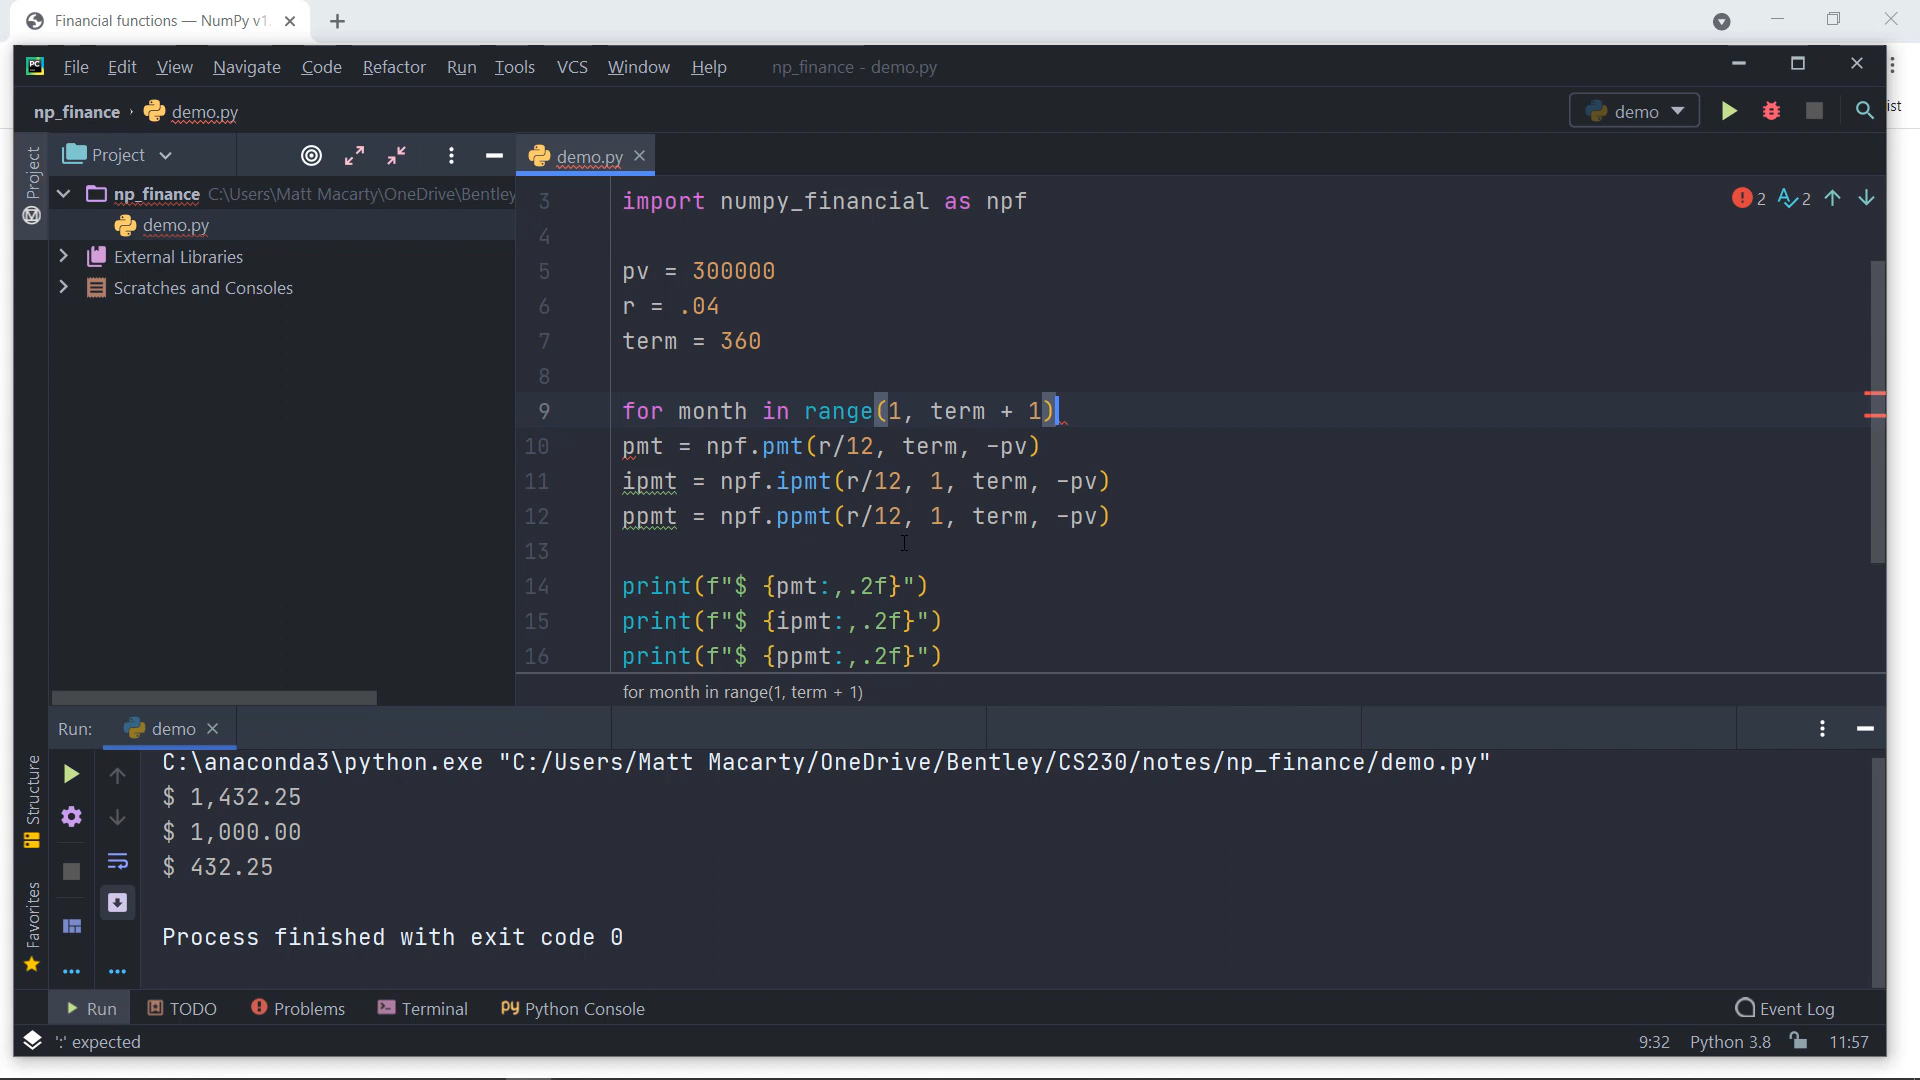 Financial functions — NumPy v1.
PC File Edit View Navigate Code Refactor Run Tools VCS Window Help np_finance - demo.py
np_finance demo.py demo
ist
Project demo.py
Project
np_finance C:\Users\Matt Macarty\OneDrive\Bentley
demo.py
External Libraries
Scratches and Consoles
2 2
3 import numpy_financial as npf
4
5 pv = 300000
6 r = .04
7 term = 360
8
9 for month in range(1, term + 1)
10 pmt = npf.pmt(r/12, term, -pv)
11 ipmt = npf.ipmt(r/12, 1, term, -pv)
12 ppmt = npf.ppmt(r/12, 1, term, -pv)
13
14 print(f"$ {pmt:,.2f}")
15 print(f"$ {ipmt:,.2f}")
16 print(f"$ {ppmt:,.2f}")
for month in range(1, term + 1)
Run: demo
C:\anaconda3\python.exe "C:/Users/Matt Macarty/OneDrive/Bentley/CS230/notes/np_finance/demo.py"
$ 1,432.25
$ 1,000.00
$ 432.25
Process finished with exit code 0
Structure
Favorites
Run TODO Problems Terminal Python Console Event Log
':' expected 9:32 Python 3.8 11:57